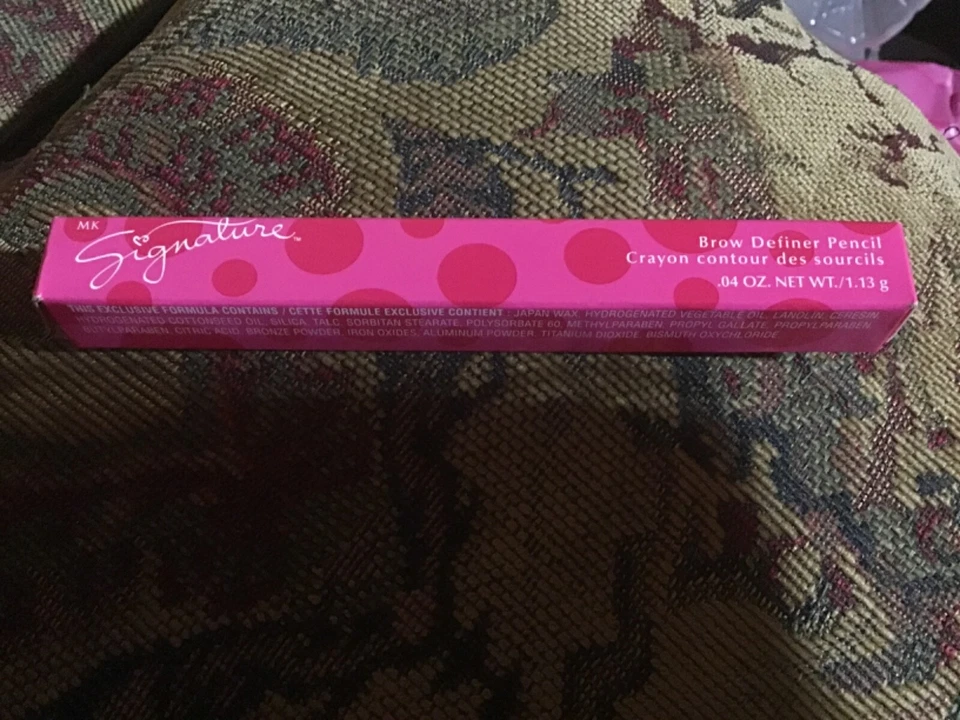 MK
Signature™
Brow Definer Pencil
Crayon contour des sourcils
.04 OZ. NET WT./1.13 g
THIS EXCLUSIVE FORMULA CONTAINS / CETTE FORMULE EXCLUSIVE CONTIENT : JAPAN WAX, HYDROGENATED VEGETABLE OIL, LANOLIN, CERESIN,
HYDROGENATED COTTONSEED OIL, SILICA, TALC, SORBITAN STEARATE, POLYSORBATE 60, METHYLPARABEN, PROPYL GALLATE, PROPYLPARABEN,
BUTYLPARABEN, CITRIC ACID, BRONZE POWDER, IRON OXIDES, ALUMINUM POWDER, TITANIUM DIOXIDE, BISMUTH OXYCHLORIDE